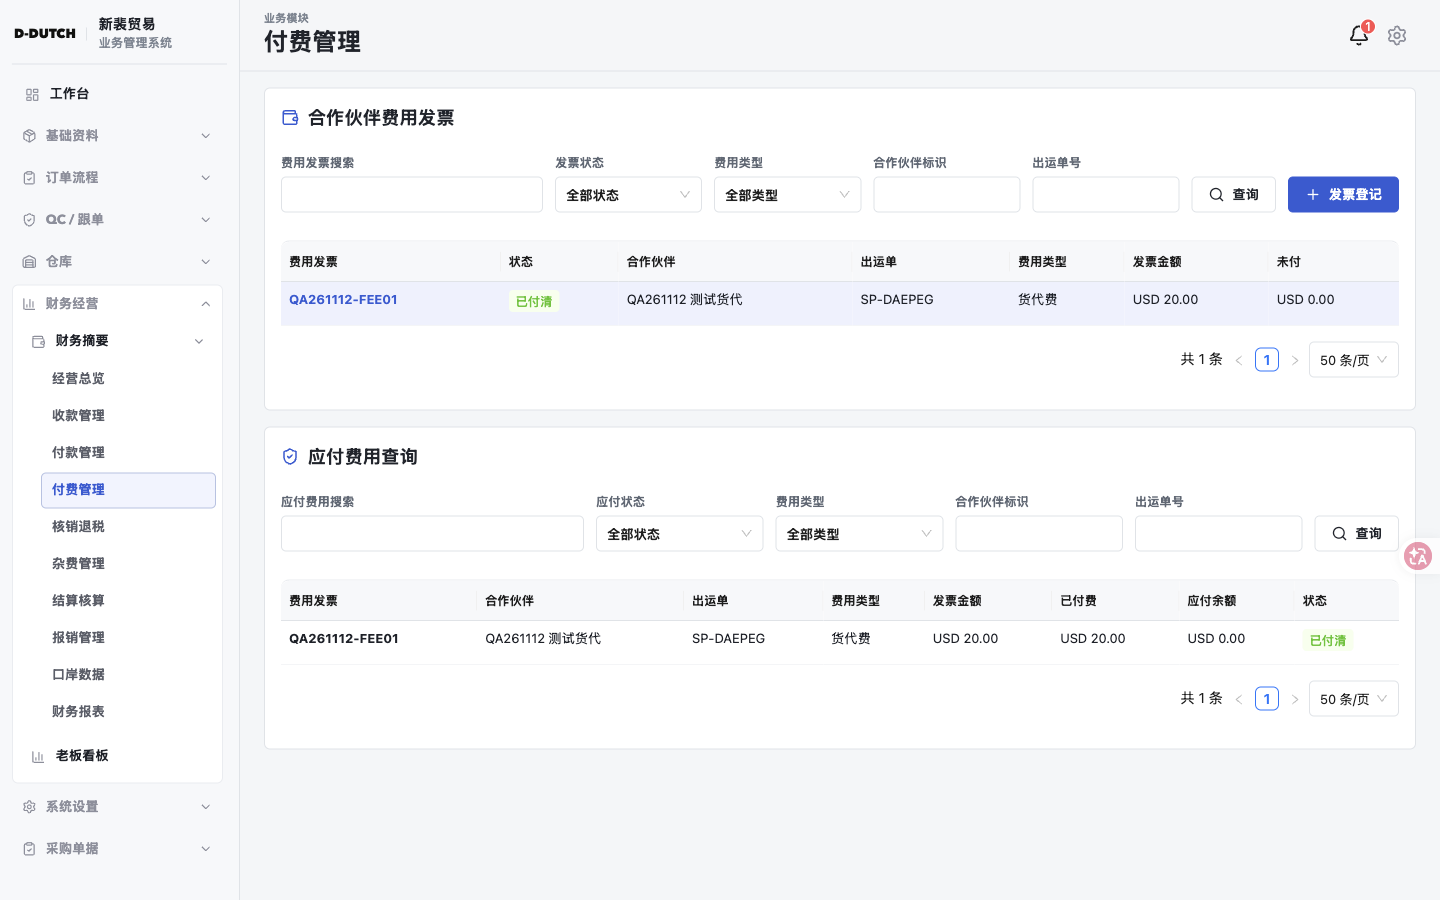 D-DUTCH
新裴贸易
业务管理系统
工作台
基础资料
订单流程
QC / 跟单
仓库
财务经营
财务摘要
经营总览
收款管理
付款管理
付费管理
核销退税
杂费管理
结算核算
报销管理
口岸数据
财务报表
老板看板
系统设置
采购单据
业务模块
付费管理
1
合作伙伴费用发票
费用发票搜索 发票状态 费用类型 合作伙伴标识 出运单号
全部状态 全部类型 查询 发票登记
费用发票 状态 合作伙伴 出运单 费用类型 发票金额 未付
QA261112-FEE01 已付清 QA261112 测试货代 SP-DAEPEG 货代费 USD 20.00 USD 0.00
共 1 条 1 50 条/页
应付费用查询
应付费用搜索 应付状态 费用类型 合作伙伴标识 出运单号
全部状态 全部类型 查询
费用发票 合作伙伴 出运单 费用类型 发票金额 已付费 应付余额 状态
QA261112-FEE01 QA261112 测试货代 SP-DAEPEG 货代费 USD 20.00 USD 20.00 USD 0.00 已付清
共 1 条 1 50 条/页